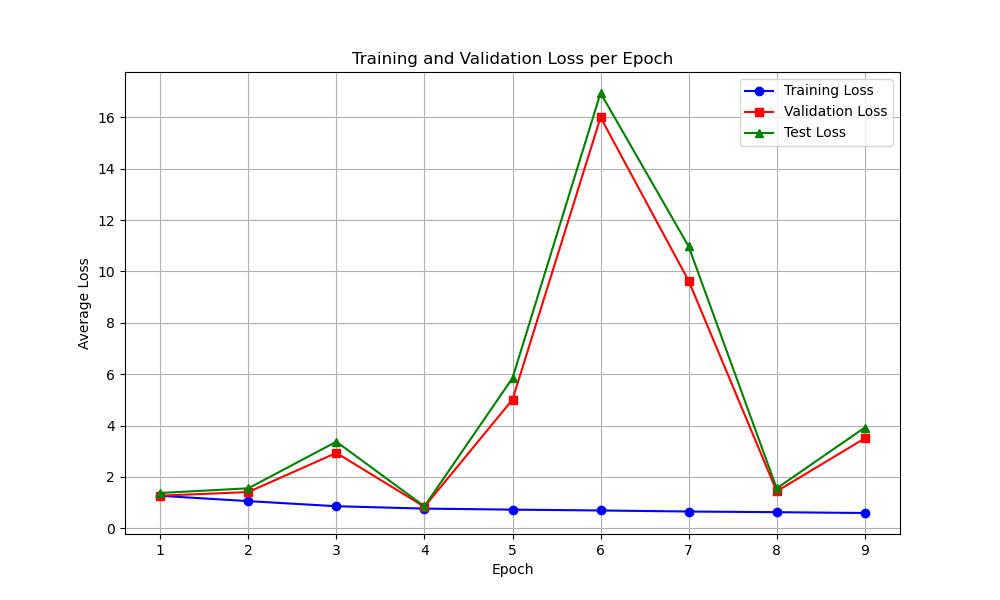 Training and Validation Loss per Epoch
Training Loss
Validation Loss
Test Loss
Average Loss
16
14
12
10
8
6
4
2
0
1 2 3 4 5 6 7 8 9
Epoch